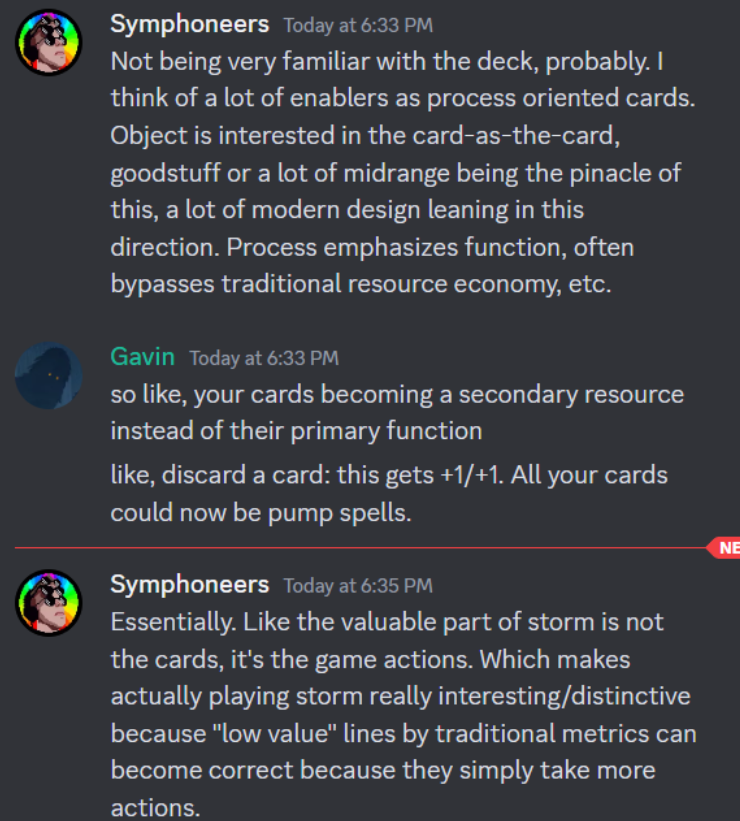 Symphoneers Today at 6:33 PM
Not being very familiar with the deck, probably. I
think of a lot of enablers as process oriented cards.
Object is interested in the card-as-the-card,
goodstuff or a lot of midrange being the pinacle of
this, a lot of modern design leaning in this
direction. Process emphasizes function, often
bypasses traditional resource economy, etc.
Gavin Today at 6:33 PM
so like, your cards becoming a secondary resource
instead of their primary function
like, discard a card: this gets +1/+1. All your cards
could now be pump spells.
NE
Symphoneers Today at 6:35 PM
Essentially. Like the valuable part of storm is not
the cards, it's the game actions. Which makes
actually playing storm really interesting/distinctive
because "low value" lines by traditional metrics can
become correct because they simply take more
actions.